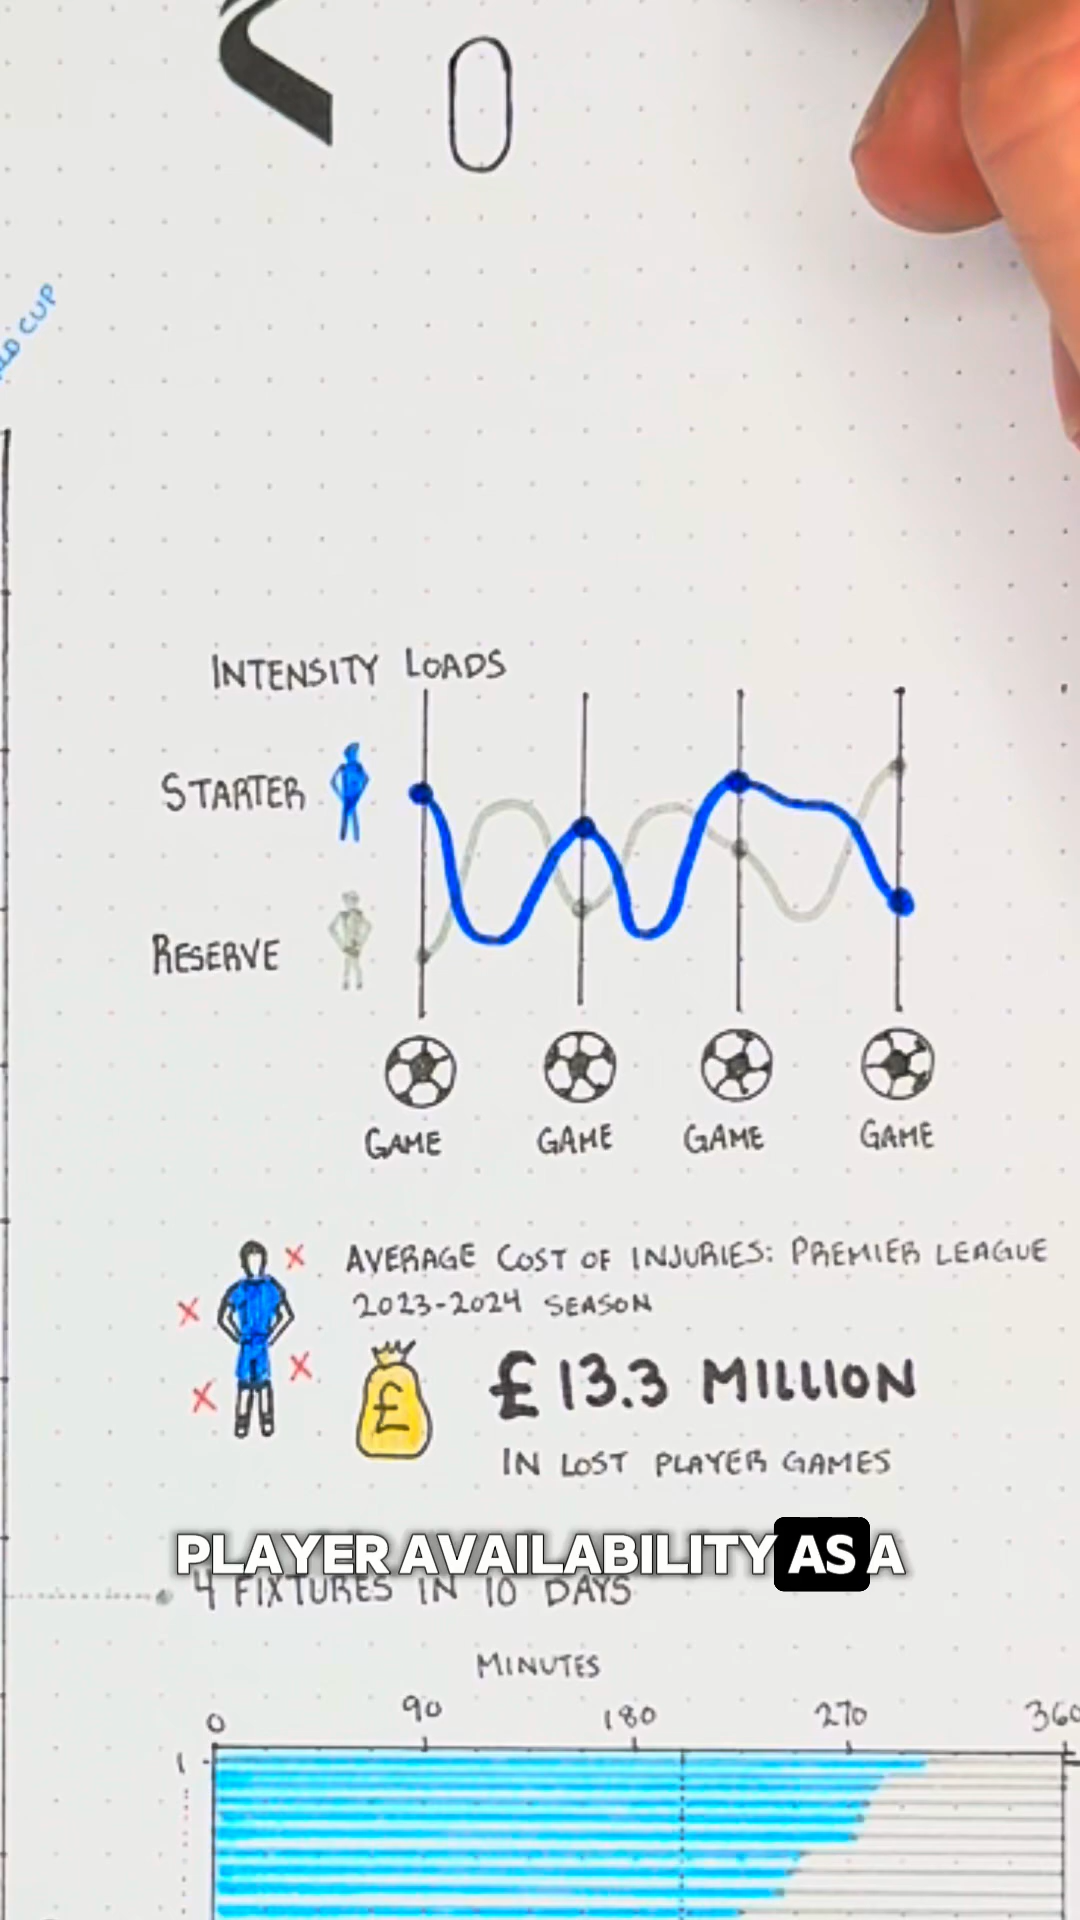 0
CUP
INTENSITY LOADS
STARTER
RESERVE
GAME GAME GAME GAME
AVERAGE COST OF INJURIES: PREMIER LEAGUE
2023-2024 SEASON
£
£13.3 MILLION
IN LOST PLAYER GAMES
PLAYER AVAILABILITY AS A
4 FIXTURES IN 10 DAYS
MINUTES
0 90 180 270 360
1